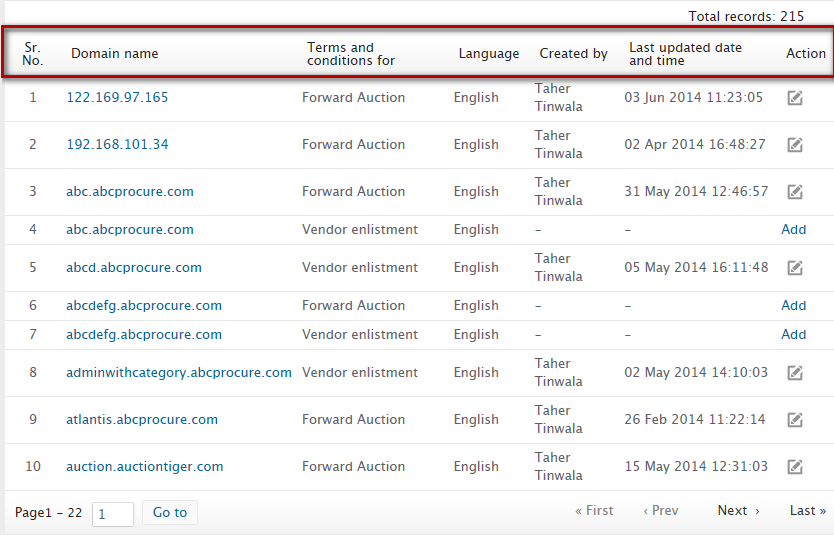 Total records: 215
Sr. No. Domain name Terms and conditions for Language Created by Last updated date and time Action
1 122.169.97.165 Forward Auction English Taher Tinwala 03 Jun 2014 11:23:05
2 192.168.101.34 Forward Auction English Taher Tinwala 02 Apr 2014 16:48:27
3 abc.abcprocure.com Forward Auction English Taher Tinwala 31 May 2014 12:46:57
4 abc.abcprocure.com Vendor enlistment English – – Add
5 abcd.abcprocure.com Vendor enlistment English Taher Tinwala 05 May 2014 16:11:48
6 abcdefg.abcprocure.com Forward Auction English – – Add
7 abcdefg.abcprocure.com Vendor enlistment English – – Add
8 adminwithcategory.abcprocure.com Vendor enlistment English Taher Tinwala 02 May 2014 14:10:03
9 atlantis.abcprocure.com Forward Auction English Taher Tinwala 26 Feb 2014 11:22:14
10 auction.auctiontiger.com Forward Auction English Taher Tinwala 15 May 2014 12:31:03
Page1 – 22 1 Go to « First ‹ Prev Next › Last »